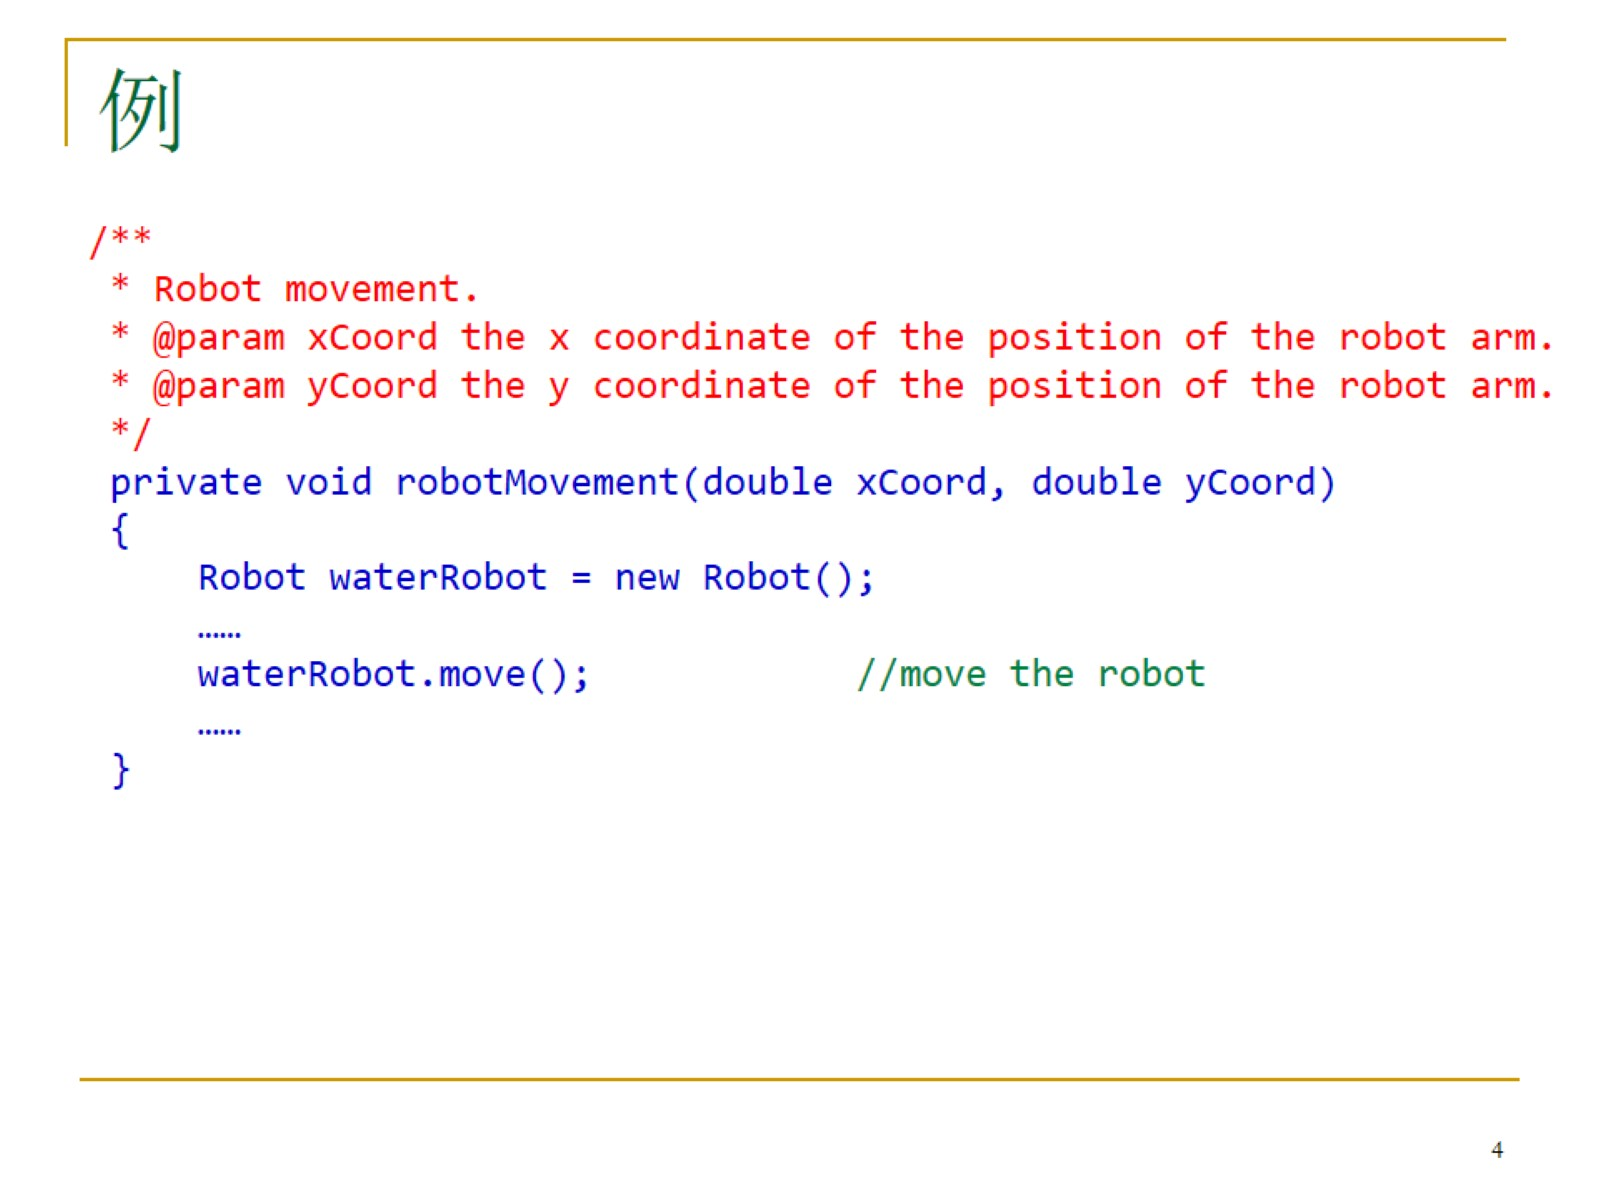 例
/**
 * Robot movement.
 * @param xCoord the x coordinate of the position of the robot arm.
 * @param yCoord the y coordinate of the position of the robot arm.
 */
 private void robotMovement(double xCoord, double yCoord)
 {
     Robot waterRobot = new Robot();
     ……
     waterRobot.move();            //move the robot
     ……
 }
4